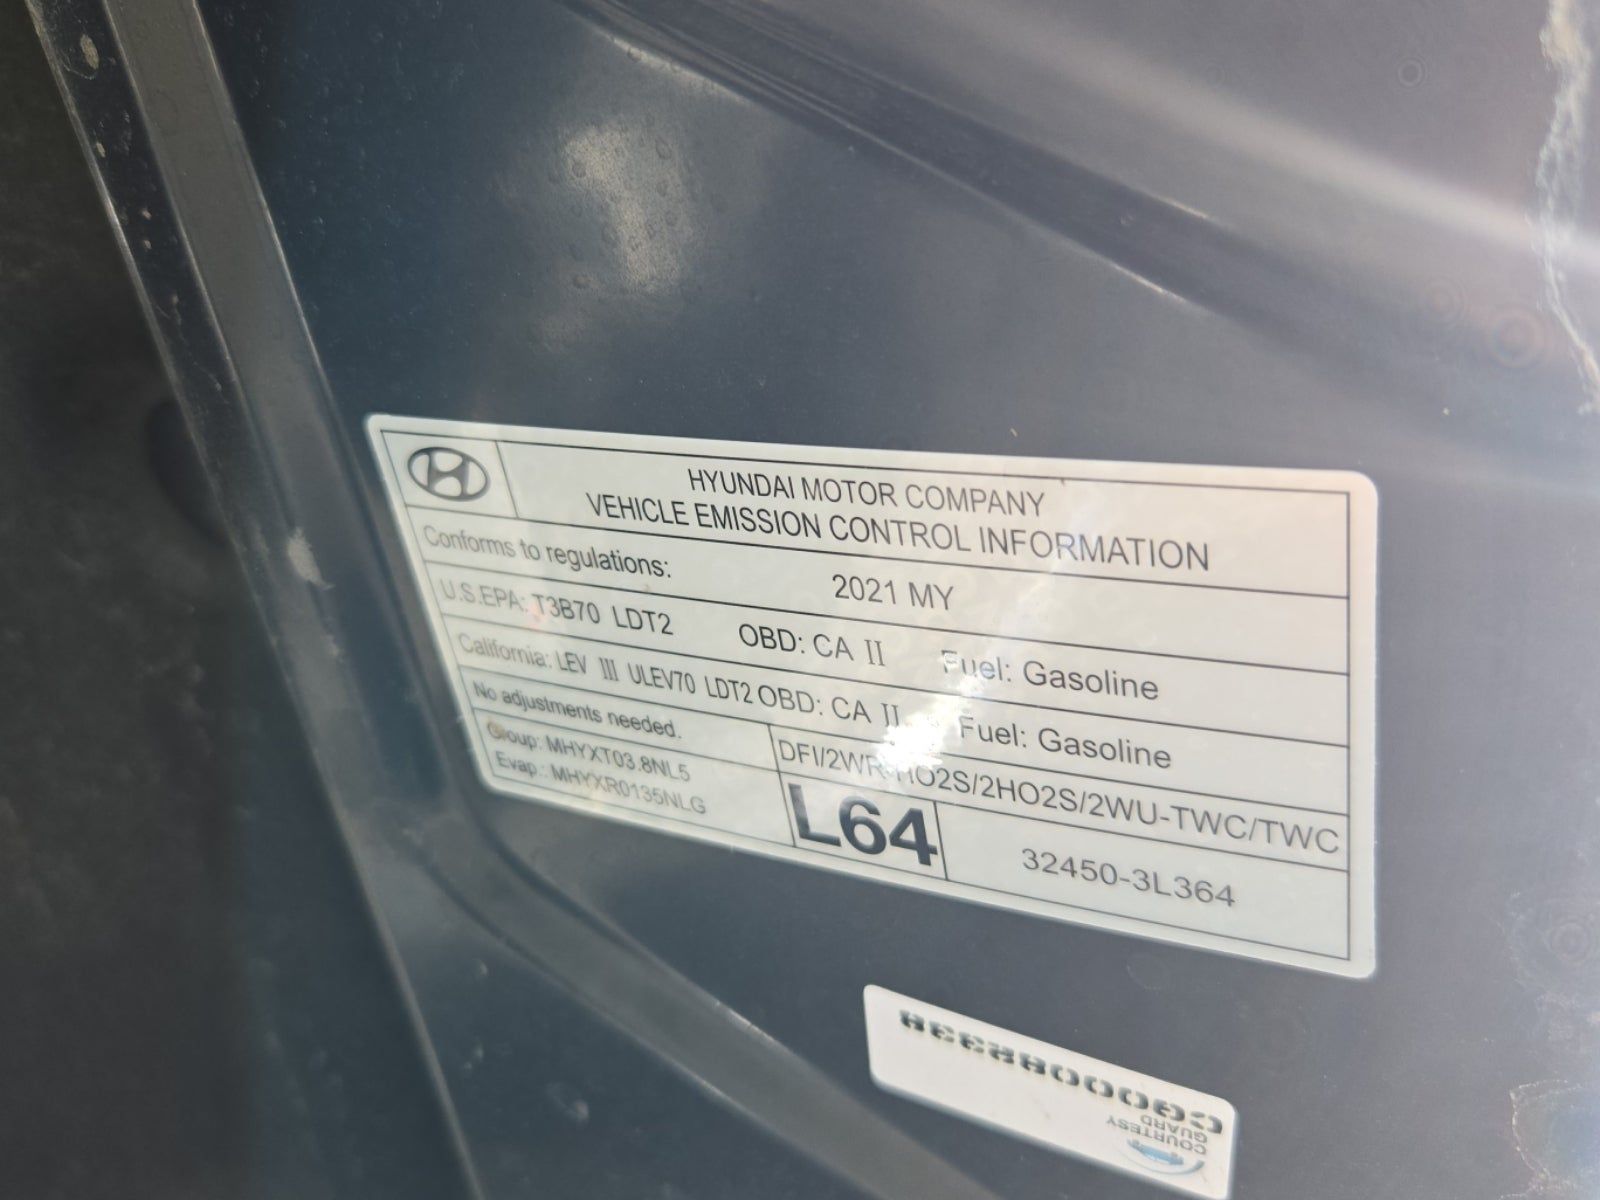 HYUNDAI MOTOR COMPANY
VEHICLE EMISSION CONTROL INFORMATION
Conforms to regulations: 2021 MY
U.S.EPA: T3B70 LDT2 OBD: CA II Fuel: Gasoline
California: LEV III ULEV70 LDT2 OBD: CA II Fuel: Gasoline
No adjustments needed. DFI/2WR-HO2S/2HO2S/2WU-TWC/TWC
Group: MHYXT03.8NL5
Evap.: MHYXR0135NLG
L64
32450-3L364
COURTESY
GUARD